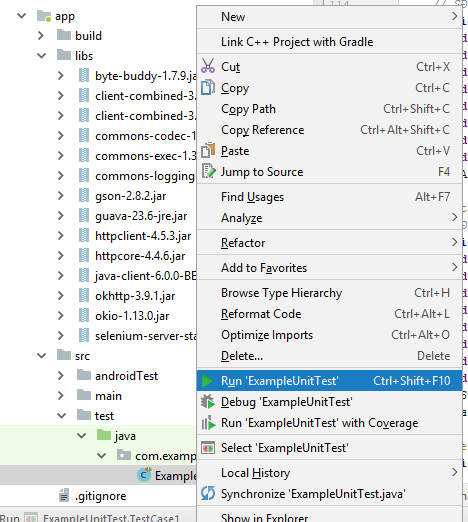 app
build
libs
byte-buddy-1.7.9.ja
client-combined-3.
client-combined-3.
commons-codec-1
commons-exec-1.3
commons-logging
gson-2.8.2.jar
guava-23.6-jre.jar
httpclient-4.5.3.jar
httpcore-4.4.6.jar
java-client-6.0.0-BE
okhttp-3.9.1.jar
okio-1.13.0.jar
selenium-server-sta
src
androidTest
main
test
java
com.examp
Example
.gitignore
Run ExampleUnitTest.TestCase1
114
New
Link C++ Project with Gradle
Cut Ctrl+X
Copy Ctrl+C
Copy Path Ctrl+Shift+C
Copy Reference Ctrl+Alt+Shift+C
Paste Ctrl+V
Jump to Source F4
Find Usages Alt+F7
Analyze
Refactor
Add to Favorites
Browse Type Hierarchy Ctrl+H
Reformat Code Ctrl+Alt+L
Optimize Imports Ctrl+Alt+O
Delete... Delete
Run 'ExampleUnitTest' Ctrl+Shift+F10
Debug 'ExampleUnitTest'
Run 'ExampleUnitTest' with Coverage
Select 'ExampleUnitTest'
Local History
Synchronize 'ExampleUnitTest.java'
Show in Explorer